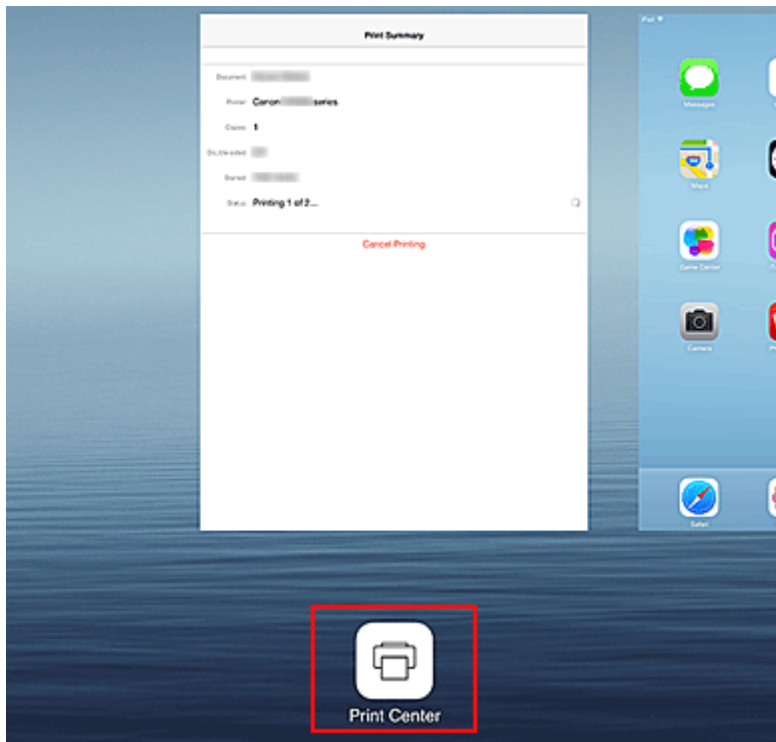 Print Summary
Document
Printer Canon series
Copies 1
Double-sided
Started
Status Printing 1 of 2...
Cancel Printing
iPad
Messages
Maps
Game Center
Camera
Safari
Print Center